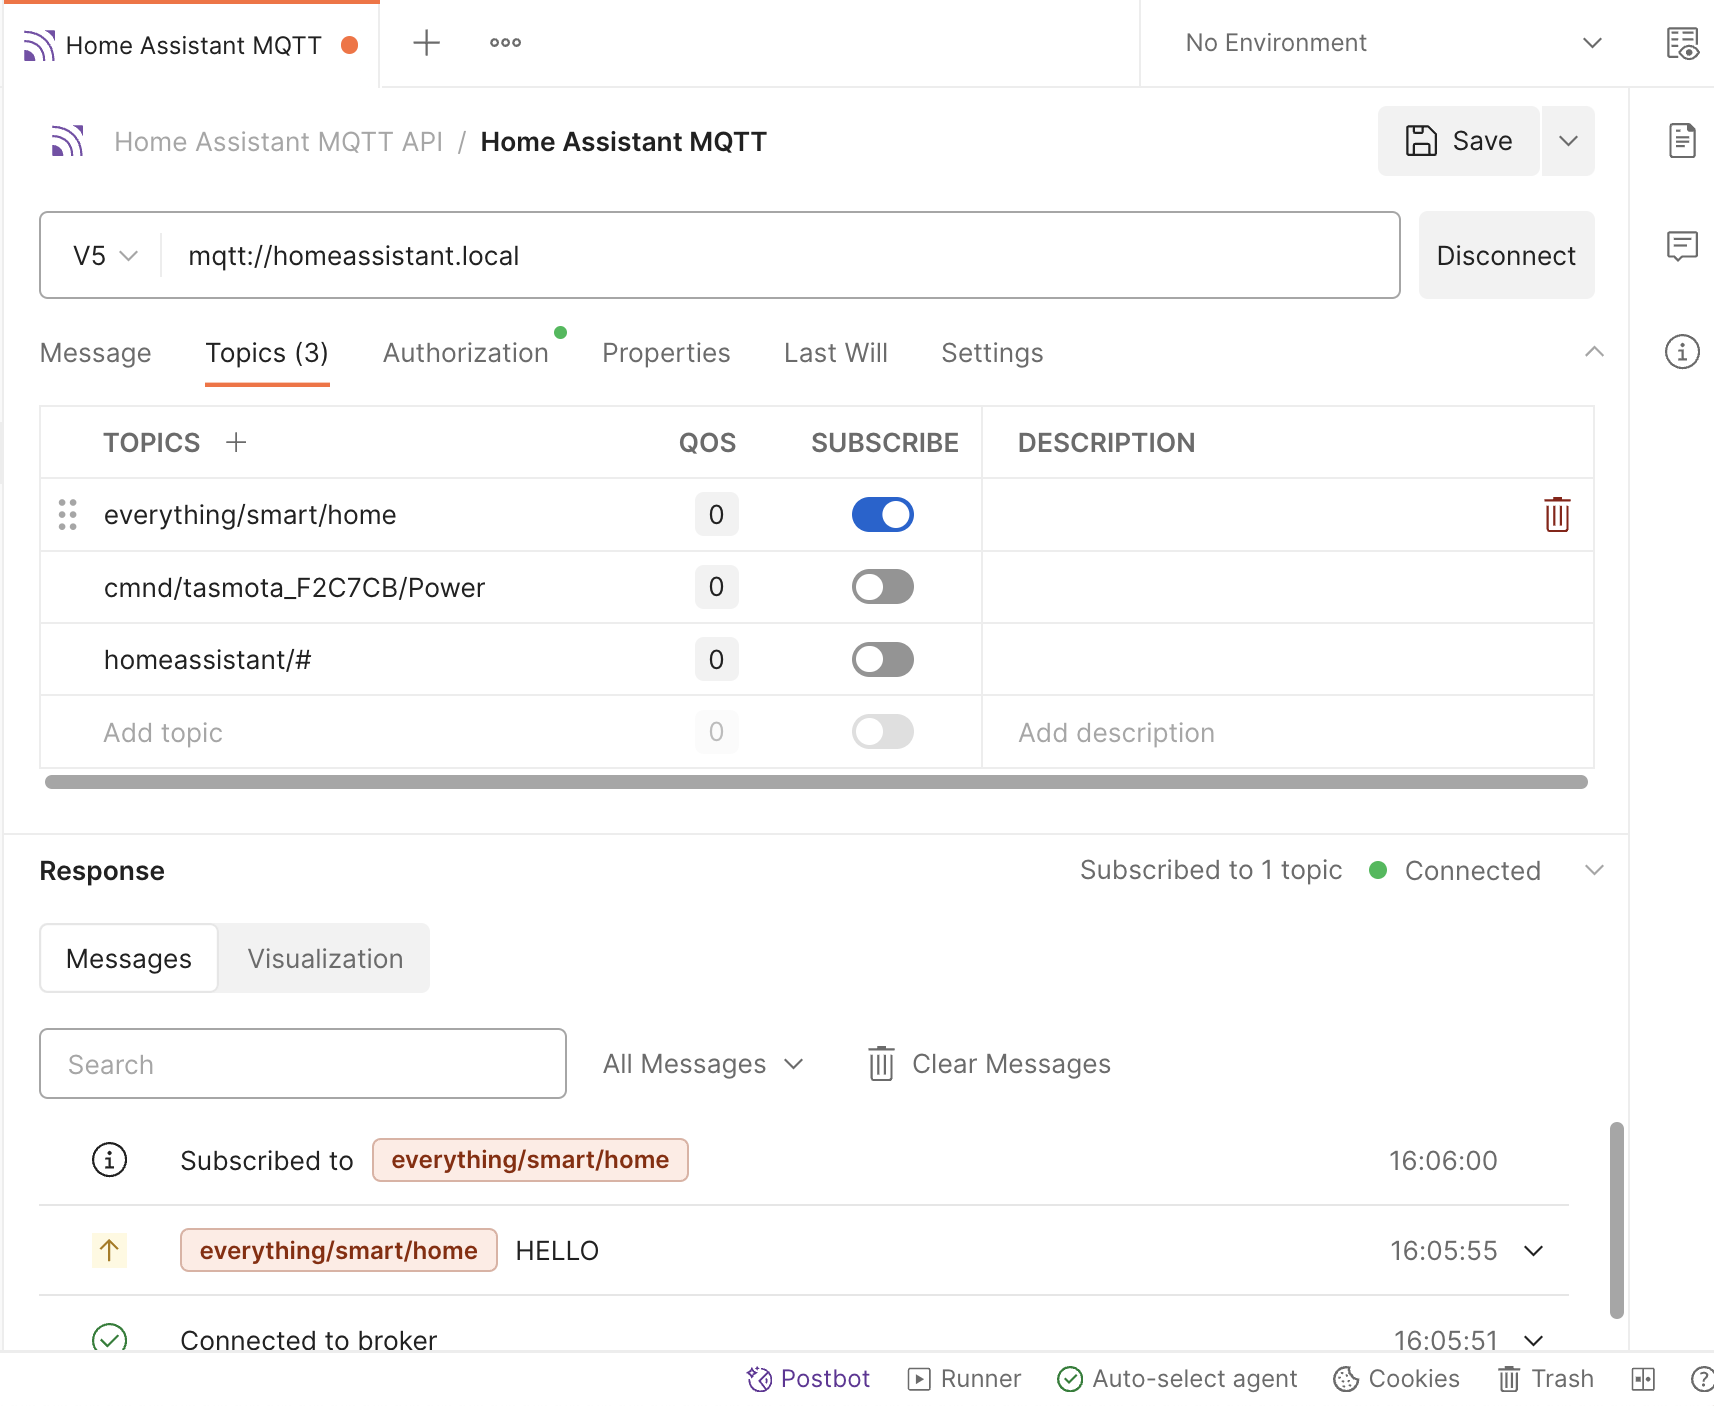 Home Assistant MQTT
No Environment
Home Assistant MQTT API / Home Assistant MQTT
Save
V5 mqtt://homeassistant.local
Disconnect
Message Topics (3) Authorization Properties Last Will Settings
TOPICS + QOS SUBSCRIBE DESCRIPTION
everything/smart/home 0
cmnd/tasmota_F2C7CB/Power 0
homeassistant/# 0
Add topic 0 Add description
Response Subscribed to 1 topic Connected
Messages Visualization
Search All Messages Clear Messages
Subscribed to everything/smart/home 16:06:00
everything/smart/home HELLO 16:05:55
Connected to broker 16:05:51
Postbot Runner Auto-select agent Cookies Trash